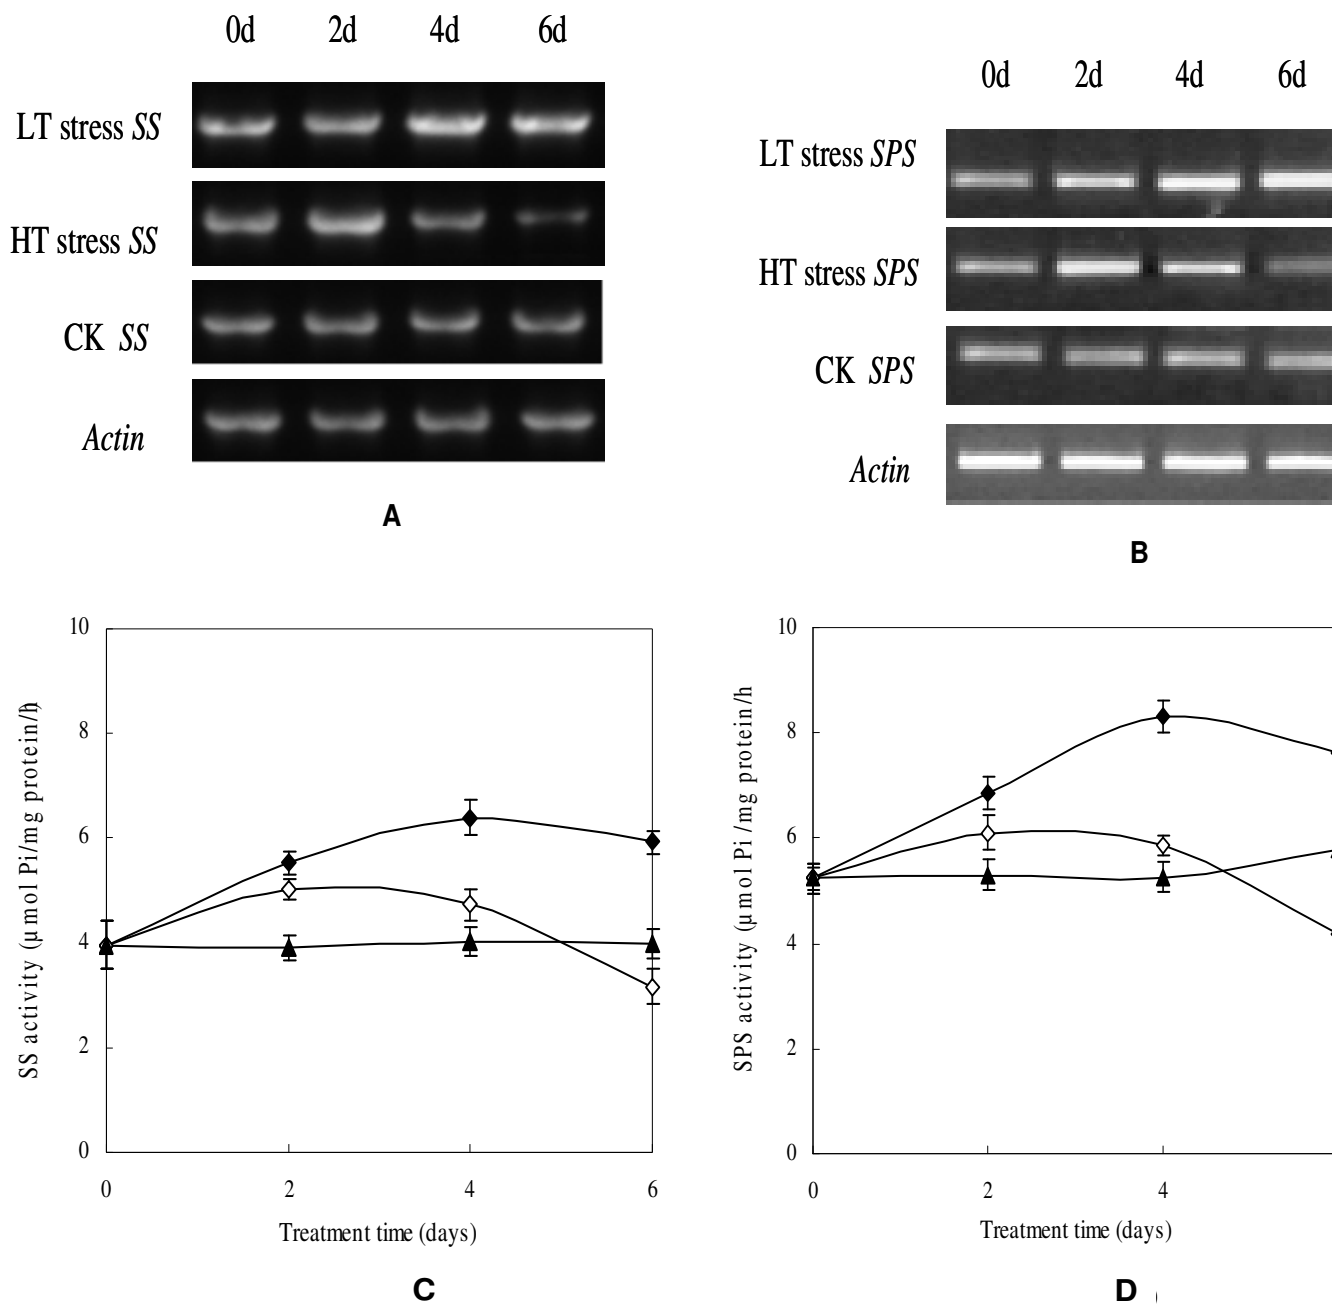 0d 2d 4d 6d
LT stress SS
HT stress SS
CK SS
Actin
A
0d 2d 4d 6d
LT stress SPS
HT stress SPS
CK SPS
Actin
B
10
8
6
4
2
0
SS activity (μmol Pi/mg protein/h)
0 2 4 6
Treatment time (days)
C
10
8
6
4
2
0
SPS activity (μmol Pi/mg protein/h
0 2 4
Treatment time (days)
D